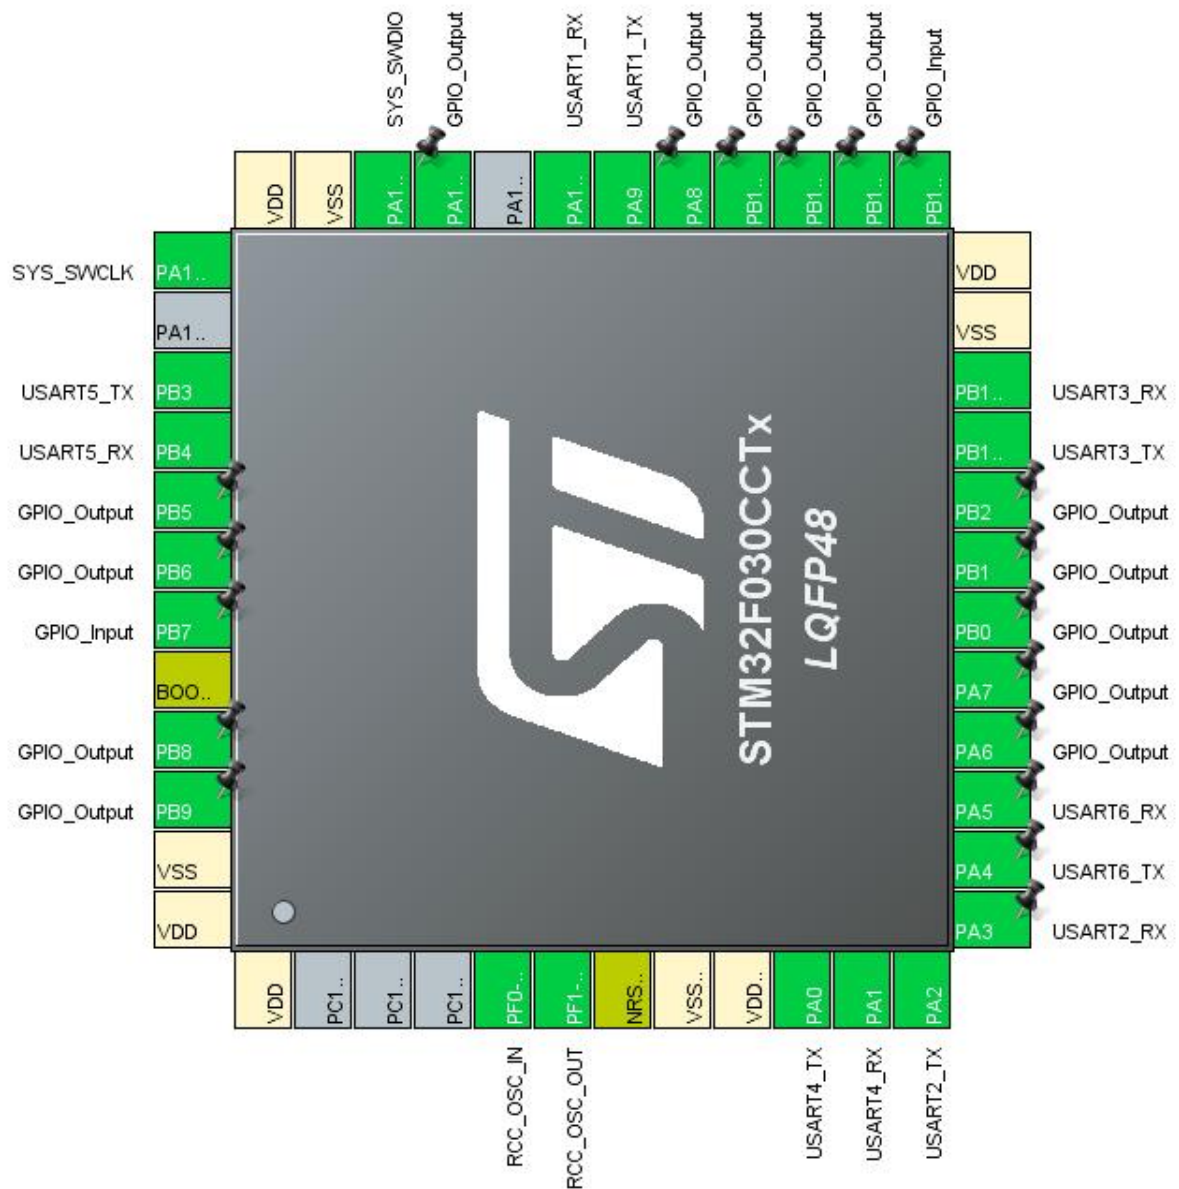 SYS_SWDIO
GPIO_Output
USART1_RX
USART1_TX
GPIO_Output
GPIO_Output
GPIO_Output
GPIO_Output
GPIO_Input
VDD
VSS
PA1..
PA1..
PA1..
PA1..
PA9
PA8
PB1..
PB1..
PB1..
PB1..
SYS_SWCLK PA1..
PA1..
USART5_TX PB3
USART5_RX PB4
GPIO_Output PB5
GPIO_Output PB6
GPIO_Input PB7
BOO..
GPIO_Output PB8
GPIO_Output PB9
VSS
VDD
STM32F030CCTx
LQFP48
VDD
VSS
PB1.. USART3_RX
PB1.. USART3_TX
PB2 GPIO_Output
PB1 GPIO_Output
PB0 GPIO_Output
PA7 GPIO_Output
PA6 GPIO_Output
PA5 USART6_RX
PA4 USART6_TX
PA3 USART2_RX
VDD
PC1..
PC1..
PC1..
PF0-..
PF1-..
NRS..
VSS..
VDD..
PA0
PA1
PA2
RCC_OSC_IN
RCC_OSC_OUT
USART4_TX
USART4_RX
USART2_TX